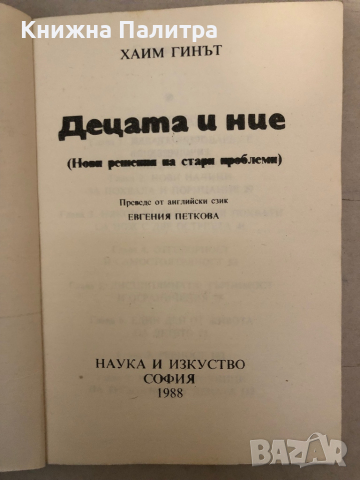 Книжна Палитра
ХАИМ ГИНЪТ
Децата и ние
(Нови решения на стари проблеми)
Преведе от английски език
ЕВГЕНИЯ ПЕТКОВА
НАУКА И ИЗКУСТВО
СОФИЯ
1988
BAZAR